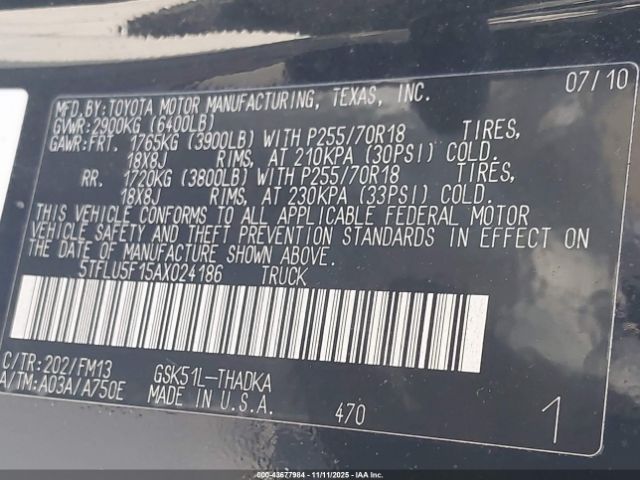 07/10
MFD.BY:TOYOTA MOTOR MANUFACTURING, TEXAS, INC.
GVWR:2900KG (6400LB)
GAWR:FRT. 1765KG (3900LB) WITH P255/70R18 TIRES,
18X8J RIMS, AT 210KPA (30PSI) COLD.
RR. 1720KG (3800LB) WITH P255/70R18 TIRES,
18X8J RIMS, AT 230KPA (33PSI) COLD.
THIS VEHICLE CONFORMS TO ALL APPLICABLE FEDERAL MOTOR
VEHICLE SAFETY AND THEFT PREVENTION STANDARDS IN EFFECT ON
THE DATE OF MANUFACTURE SHOWN ABOVE.
5TFLU5F15AX024186 TRUCK
C/TR:202/FM13
A/TM:A03A/A750E
GSK51L-THADKA
MADE IN U.S.A.
470
1
000-43677984 - 11/11/2025 - IAA Inc.